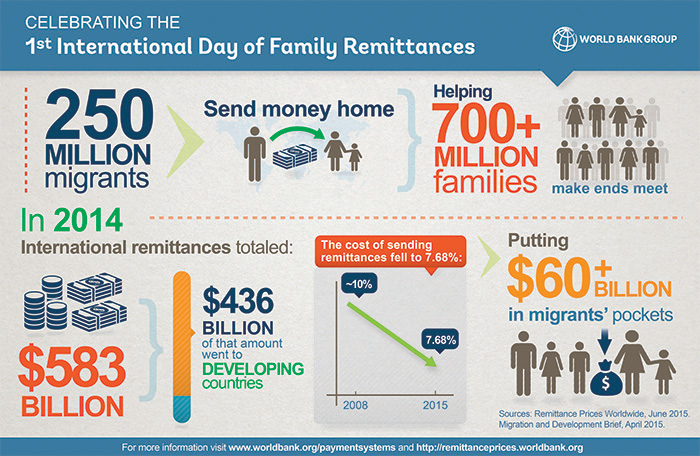 CELEBRATING THE
1st International Day of Family Remittances
WORLD BANK GROUP
250
MILLION
migrants
Send money home
Helping
700+
MILLION
families
make ends meet
In 2014
International remittances totaled:
$583
BILLION
$436
BILLION
of that amount
went to
DEVELOPING
countries
The cost of sending
remittances fell to 7.68%:
~10%
7.68%
2008
2015
Putting
$60+
BILLION
in migrants' pockets
$
Sources: Remittance Prices Worldwide, June 2015.
Migration and Development Brief, April 2015.
For more information visit www.worldbank.org/paymentsystems and http://remittanceprices.worldbank.org